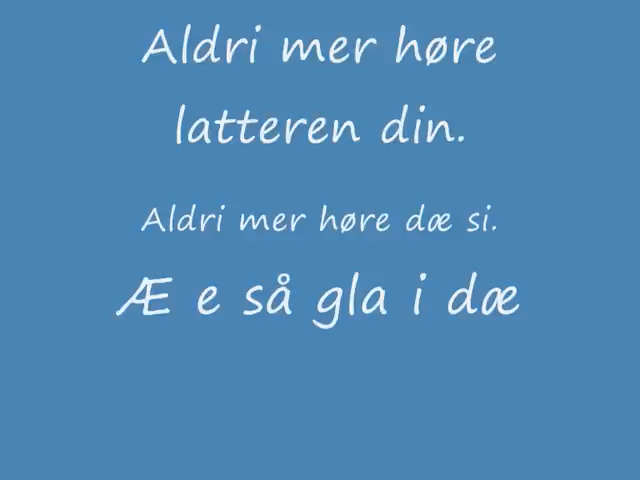 Aldri mer høre
latteren din.
Aldri mer høre dæ si.
Æ e så gla i dæ